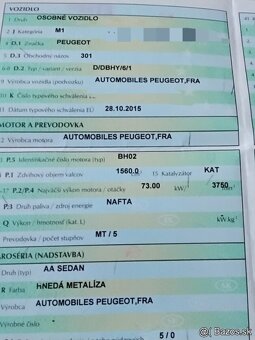 VOZIDLO
1 Druh OSOBNÉ VOZIDLO
2 J Kategória M1
4 D.1 Značka PEUGEOT
5 D.3 Obchodný názov 301
D.2 Typ / variant / verzia D/DBHY/6/1
9 Výrobca vozidla (podvozku) AUTOMOBILES PEUGEOT,FRA
K Číslo typového schválenia ES
Dátum typového schválenia EÚ 28.10.2015
MOTOR A PREVODOVKA
Výrobca motora AUTOMOBILES PEUGEOT,FRA
P.5 Identifikačné číslo motora (typ) BH02
P.1 Zdvihový objem valcov 1560.0 15 Katalyzátor KAT
P.2/P.4 Najväčší výkon motora / otáčky 73.00 kW/ 3750
P.3 Druh paliva / zdroj energie NAFTA
Q Výkon / hmotnosť (kat. L) kW.kg
Prevodovka / počet stupňov MT / 5
KAROSÉRIA (NADSTAVBA)
Druh (typ) AA SEDAN
R Farba hNEDÁ METALÍZA
Výrobca AUTOMOBILES PEUGEOT,FRA
Výrobné číslo
5 / 0
Bazos.sk